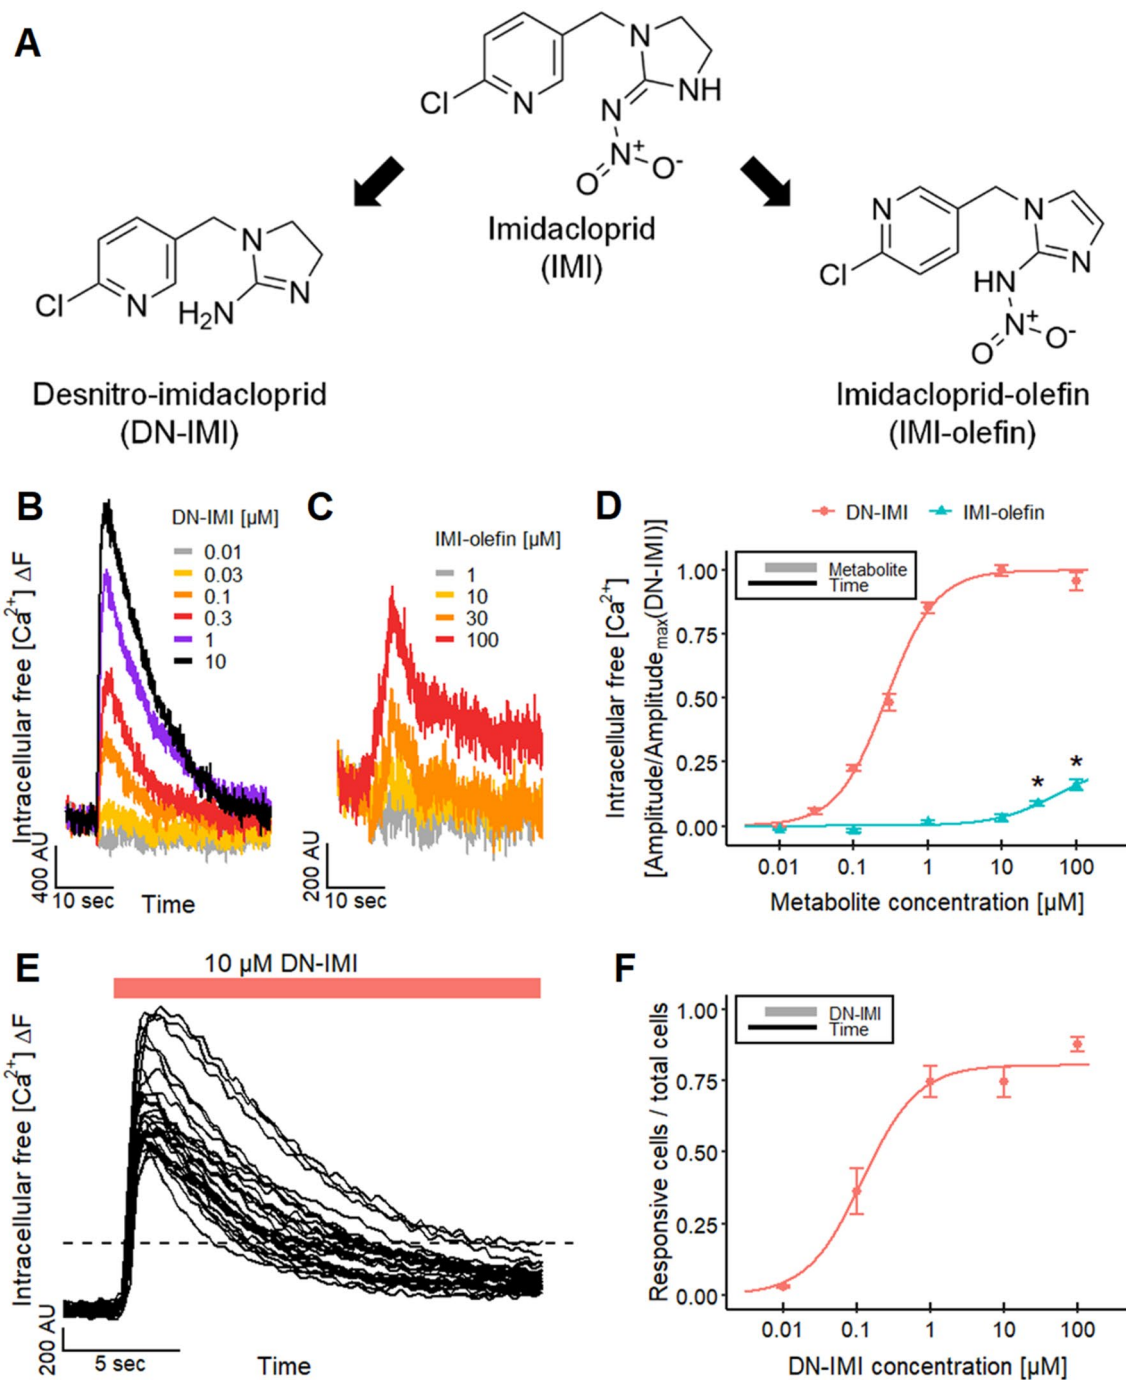 A
Cl
N
N
NH
N
N+
O
O-
Imidacloprid
(IMI)
Cl
N
N
N
H2N
Desnitro-imidacloprid
(DN-IMI)
N
Cl
N
N
HN
N+
O
O-
Imidacloprid-olefin
(IMI-olefin)
B
Intracellular free [Ca2+] ΔF
DN-IMI [µM]
0.01
0.03
0.1
0.3
1
10
400 AU
10 sec
Time
C
IMI-olefin [µM]
1
10
30
100
200 AU
10 sec
D
DN-IMI
IMI-olefin
Intracellular free [Ca2+]
[Amplitude/Amplitudemax(DN-IMI)]
Metabolite
Time
1.00
0.75
0.50
0.25
0.00
*
*
0.01
0.1
1
10
100
Metabolite concentration [µM]
E
10 µM DN-IMI
Intracellular free [Ca2+] ΔF
200 AU
5 sec
Time
F
Responsive cells / total cells
DN-IMI
Time
1.00
0.75
0.50
0.25
0.00
0.01
0.1
1
10
100
DN-IMI concentration [µM]